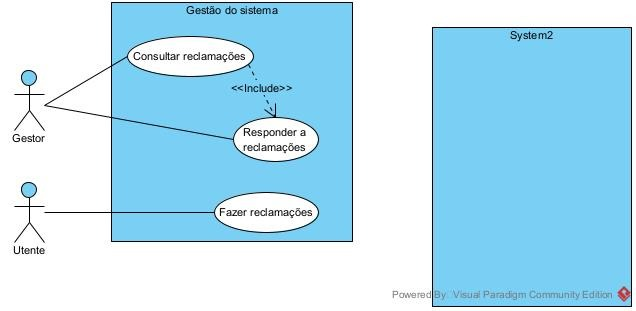 Gestão do sistema
System2
Consultar reclamações
<<Include>>
Gestor
Responder a
reclamações
Fazer reclamações
Utente
Powered By: Visual Paradigm Community Edition